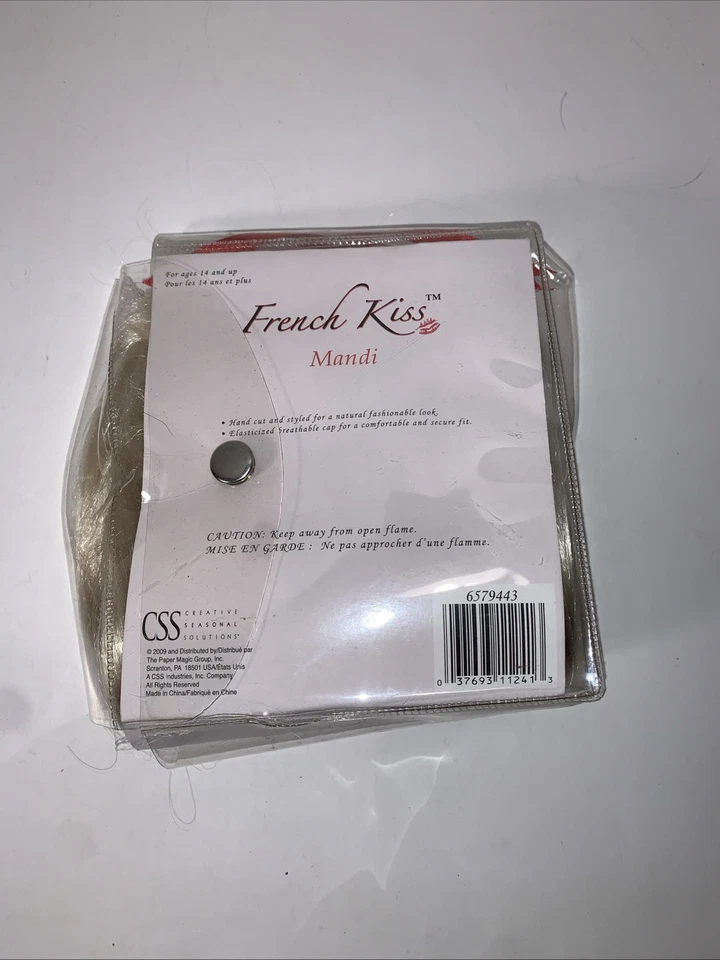 For ages 14 and up
Pour les 14 ans et plus
French Kiss™
Mandi
• Hand cut and styled for a natural fashionable look.
• Elasticized breathable cap for a comfortable and secure fit.
CAUTION: Keep away from open flame.
MISE EN GARDE : Ne pas approcher d'une flamme.
CSS CREATIVE
SEASONAL
SOLUTIONS®
© 2009 and Distributed by/Distribué par
The Paper Magic Group, Inc.
Scranton, PA 18501 USA/États Unis
A CSS Industries, Inc. Company
All Rights Reserved
Made in China/Fabriqué en Chine
6579443
0 37693 11241 3